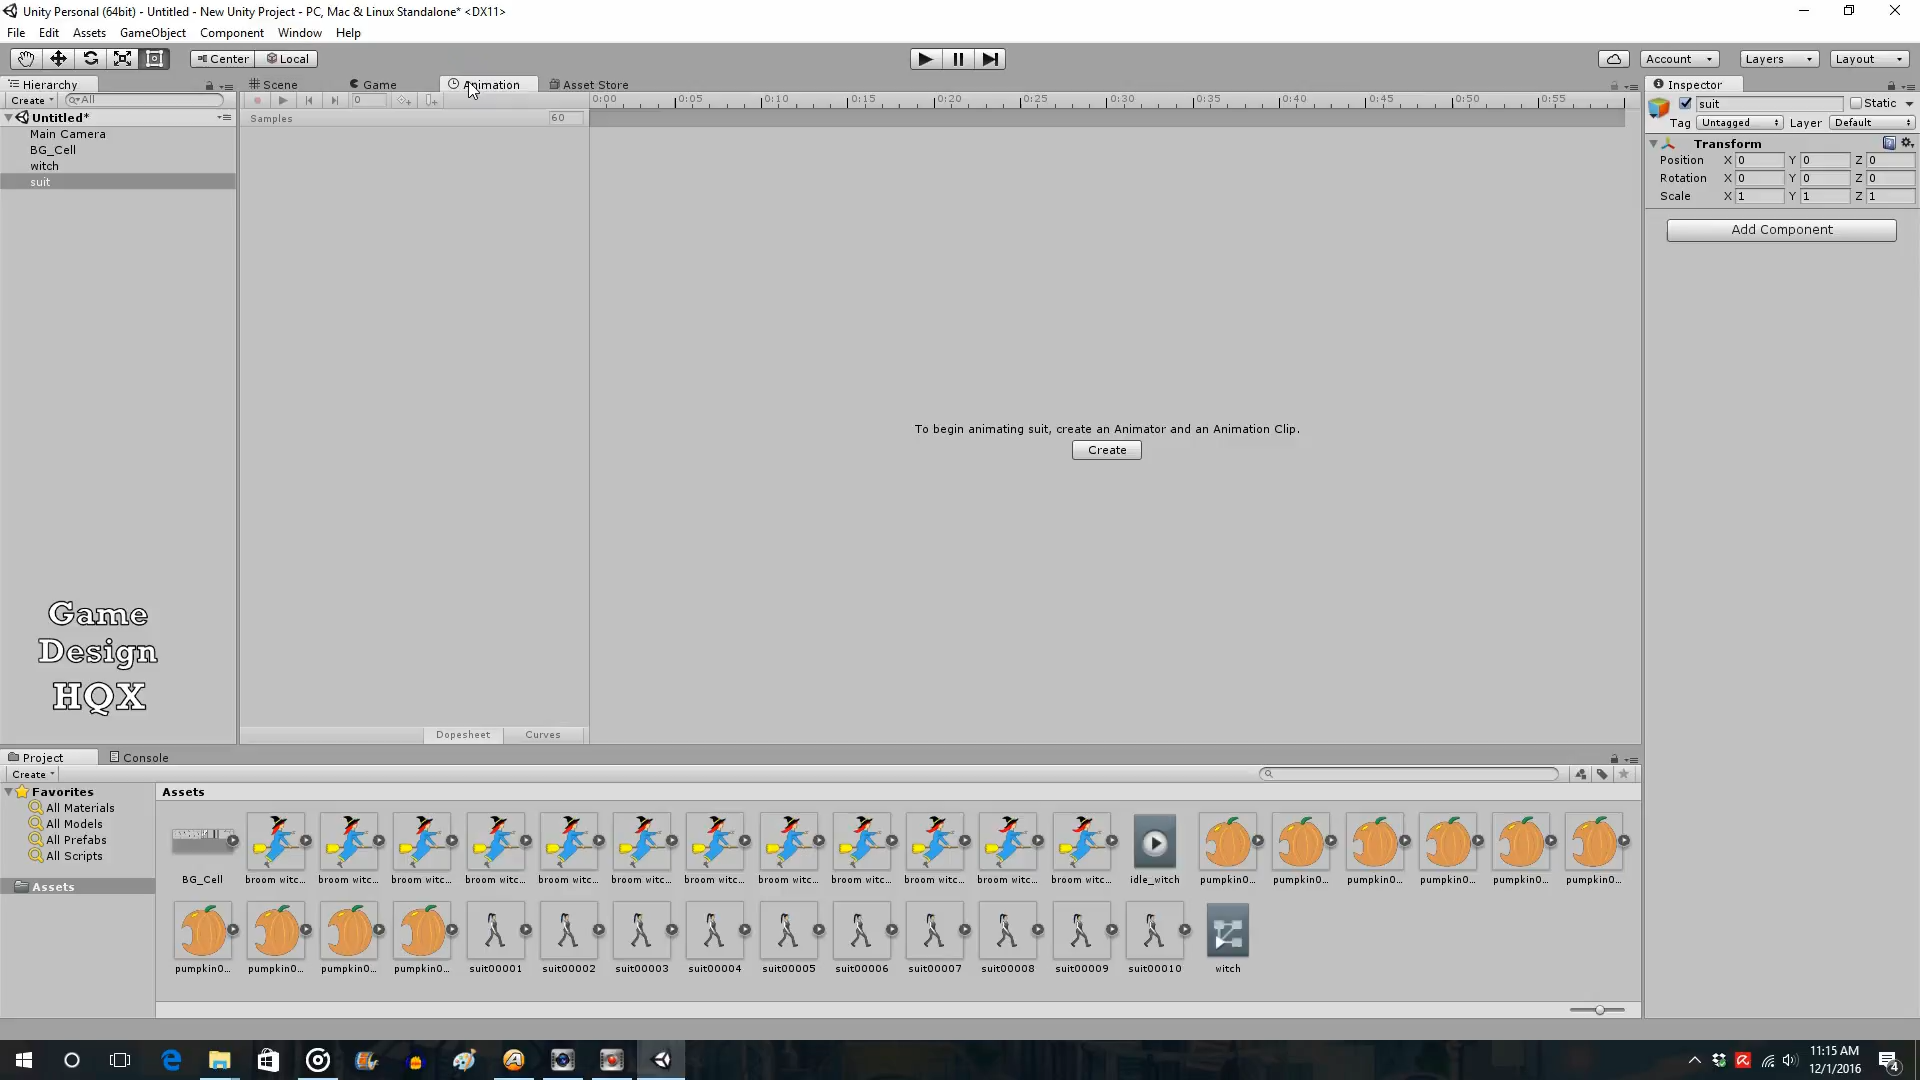 Unity Personal (64bit) - Untitled - New Unity Project - PC, Mac & Linux Standalone* <DX11>
File Edit Assets GameObject Component Window Help
Center Local Account Layers Layout
Hierarchy Scene Game Animation Asset Store Inspector
Create All 0 0:00 0:05 0:10 0:15 0:20 0:25 0:30 0:35 0:40 0:45 0:50 0:55 suit Static
Untitled* Samples 60
Tag Untagged Layer Default
Main Camera
BG_Cell
witch
suit
Transform
Position X 0 Y 0 Z 0
Rotation X 0 Y 0 Z 0
Scale X 1 Y 1 Z 1
Add Component
To begin animating suit, create an Animator and an Animation Clip.
Create
Game
Design
HQX
Dopesheet Curves
Project Console
Create
Favorites
All Materials
All Models
All Prefabs
All Scripts
Assets
Assets
BG_Cell broom witc... broom witc... broom witc... broom witc... broom witc... broom witc... broom witc... broom witc... broom witc... broom witc... broom witc... broom witc... idle_witch pumpkin0... pumpkin0... pumpkin0... pumpkin0... pumpkin0... pumpkin0...
pumpkin0... pumpkin0... pumpkin0... pumpkin0... suit00001 suit00002 suit00003 suit00004 suit00005 suit00006 suit00007 suit00008 suit00009 suit00010 witch
11:15 AM
12/1/2016
4